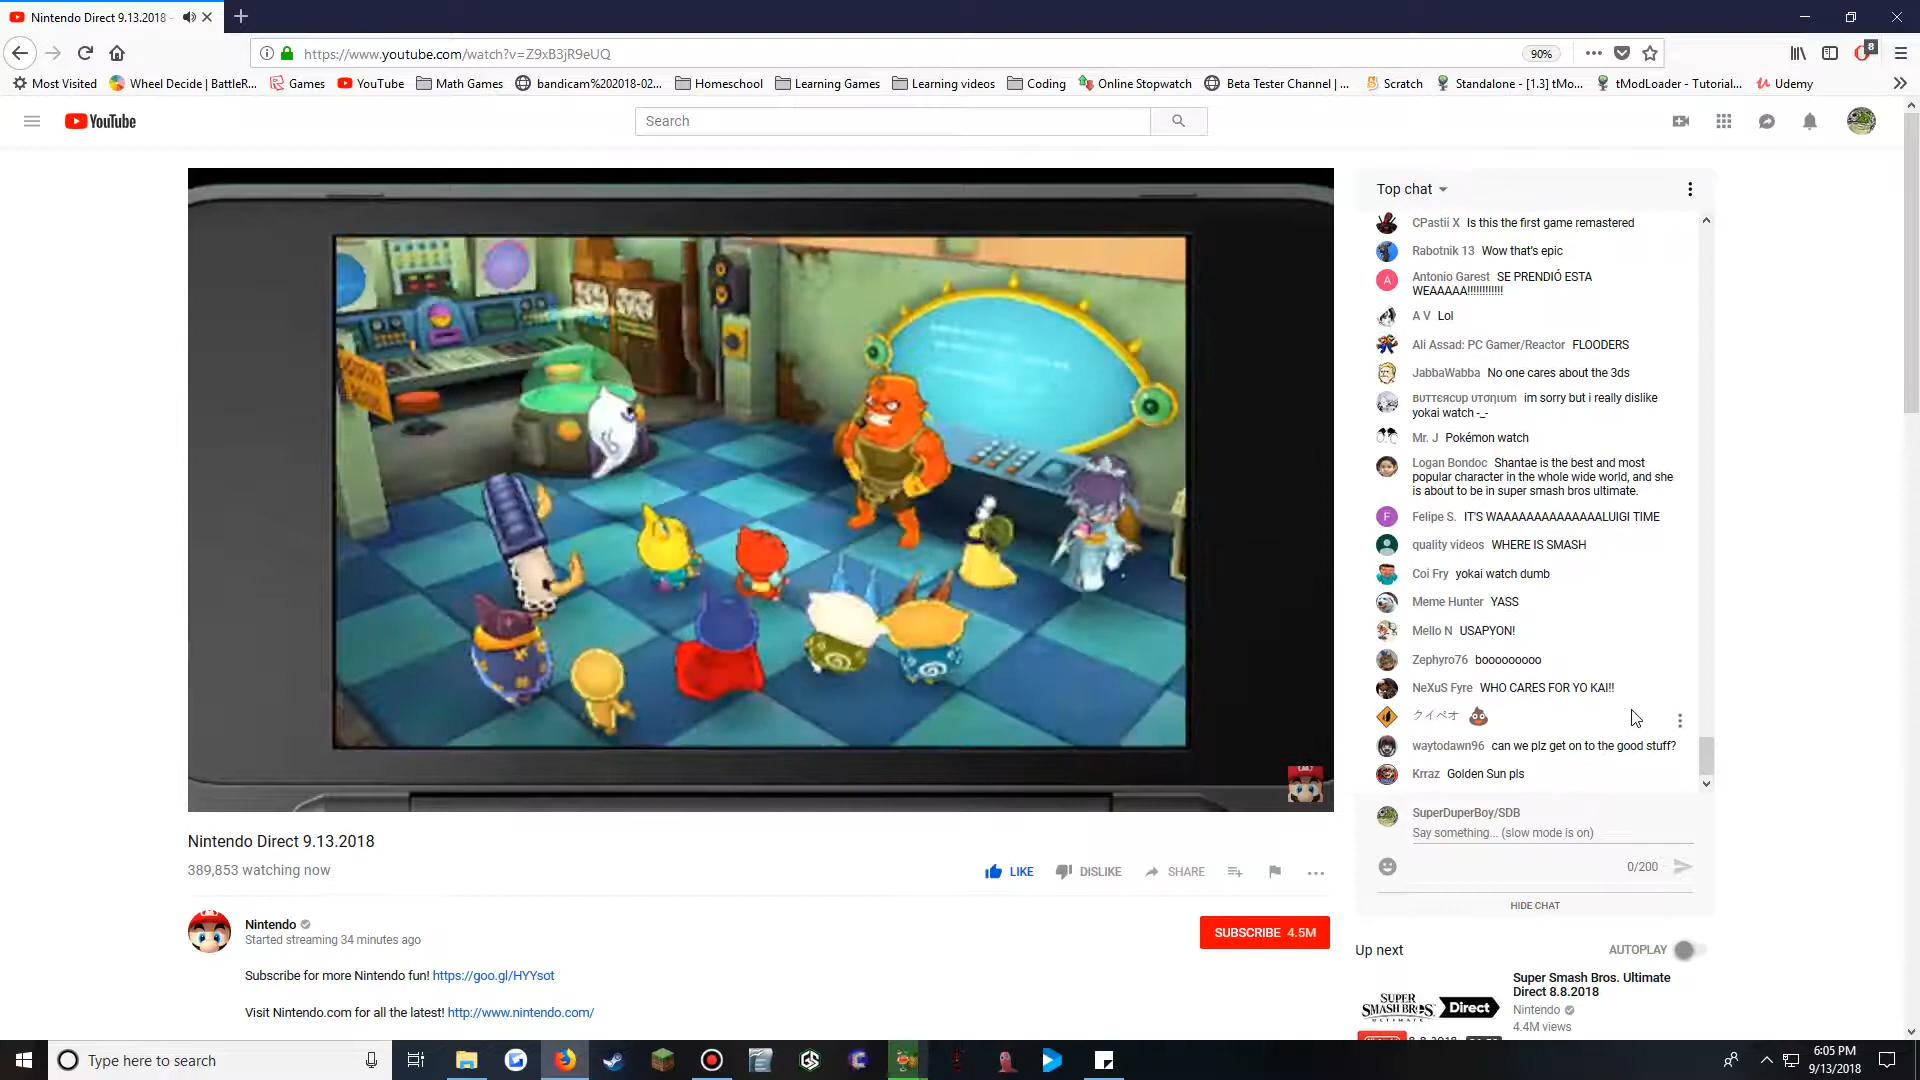 Nintendo Direct 9.13.2018 -
https://www.youtube.com/watch?v=Z9xB3jR9eUQ
90%
8
Most Visited
Wheel Decide | BattleR...
Games
YouTube
Math Games
bandicam%202018-02...
Homeschool
Learning Games
Learning videos
Coding
Online Stopwatch
Beta Tester Channel | ...
Scratch
Standalone - [1.3] tMo...
tModLoader - Tutorial...
Udemy
YouTube
Search
Top chat
CPastii X Is this the first game remastered
Rabotnik 13 Wow that's epic
Antonio Garest SE PRENDIÓ ESTA
WEAAAAA!!!!!!!!!!!!
A V Lol
Ali Assad: PC Gamer/Reactor FLOODERS
JabbaWabba No one cares about the 3ds
im sorry but i really dislike
yokai watch -_-
Mr. J Pokémon watch
Logan Bondoc Shantae is the best and most
popular character in the whole wide world, and she
is about to be in super smash bros ultimate.
Felipe S. IT'S WAAAAAAAAAAAAAALUIGI TIME
quality videos WHERE IS SMASH
Coi Fry yokai watch dumb
Meme Hunter YASS
Mello N USAPYON!
Zephyro76 booooooooo
NeXuS Fyre WHO CARES FOR YO KAI!!
クイペオ 💩
waytodawn96 can we plz get on to the good stuff?
Krraz Golden Sun pls
SuperDuperBoy/SDB
Say something... (slow mode is on)
0/200
HIDE CHAT
Nintendo Direct 9.13.2018
389,853 watching now
LIKE
DISLIKE
SHARE
Nintendo
Started streaming 34 minutes ago
SUBSCRIBE 4.5M
Subscribe for more Nintendo fun! https://goo.gl/HYYsot
Visit Nintendo.com for all the latest! http://www.nintendo.com/
Up next
AUTOPLAY
SUPER
SMASH BROS.
ULTIMATE
Direct
Super Smash Bros. Ultimate
Direct 8.8.2018
Nintendo
4.4M views
Type here to search
6:05 PM
9/13/2018